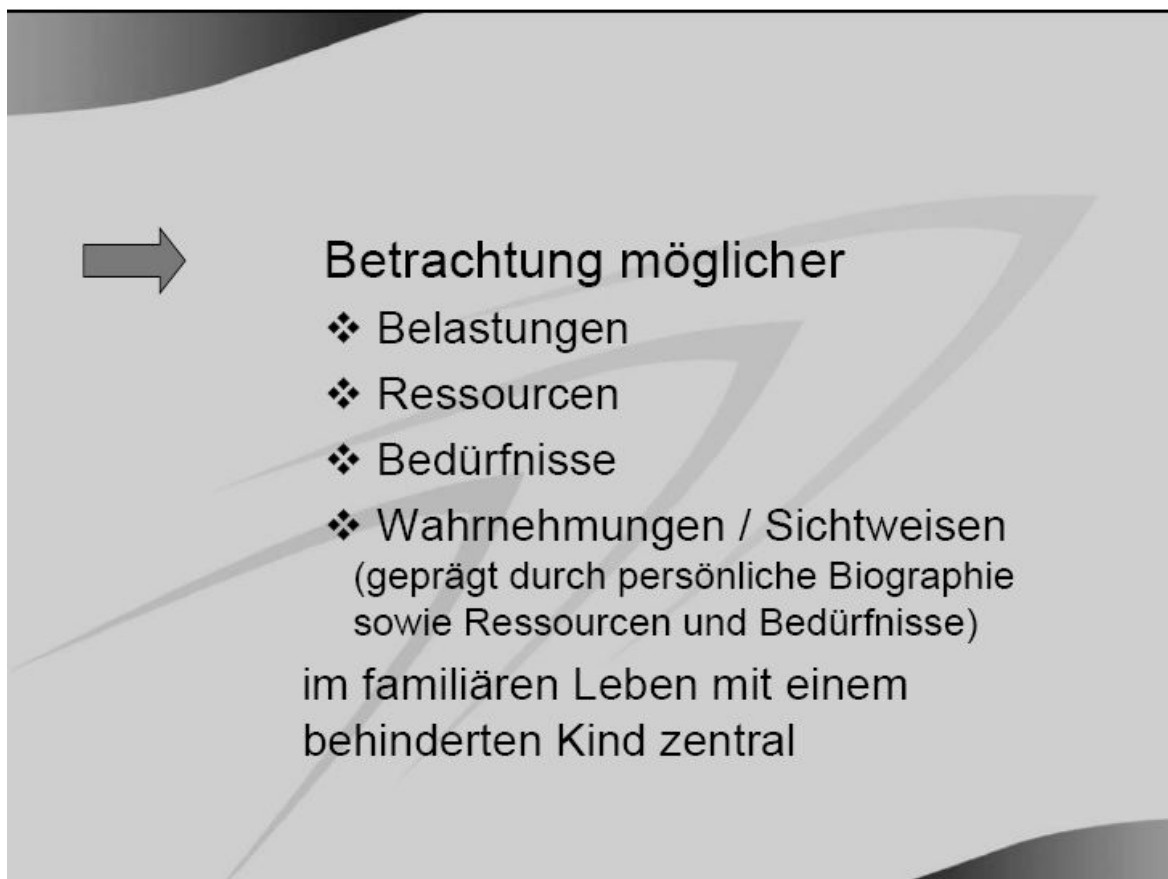 Betrachtung möglicher
❖ Belastungen
❖ Ressourcen
❖ Bedürfnisse
❖ Wahrnehmungen / Sichtweisen
(geprägt durch persönliche Biographie
sowie Ressourcen und Bedürfnisse)
im familiären Leben mit einem
behinderten Kind zentral